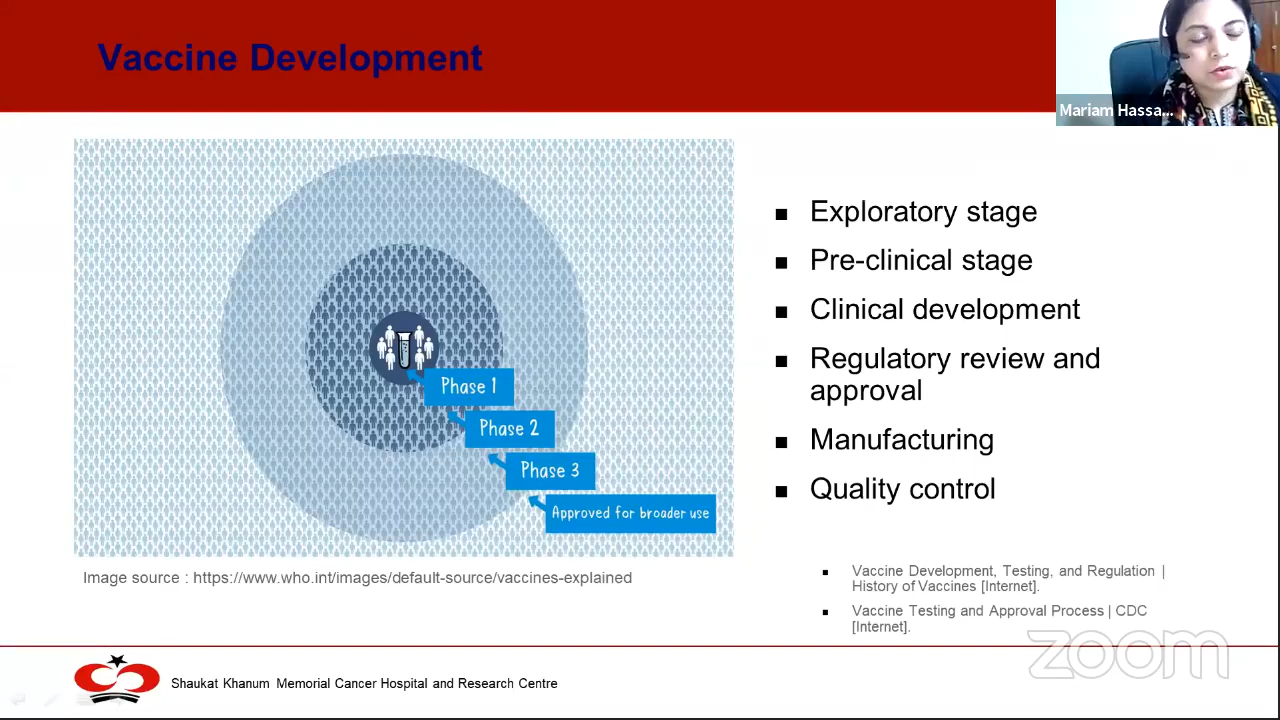 Vaccine Development
Mariam Hassa...
Phase 1
Phase 2
Phase 3
Approved for broader use
Image source : https://www.who.int/images/default-source/vaccines-explained
■ Exploratory stage
■ Pre-clinical stage
■ Clinical development
■ Regulatory review and
approval
■ Manufacturing
■ Quality control
■ Vaccine Development, Testing, and Regulation |
History of Vaccines [Internet].
■ Vaccine Testing and Approval Process | CDC
[Internet].
zoom
Shaukat Khanum Memorial Cancer Hospital and Research Centre